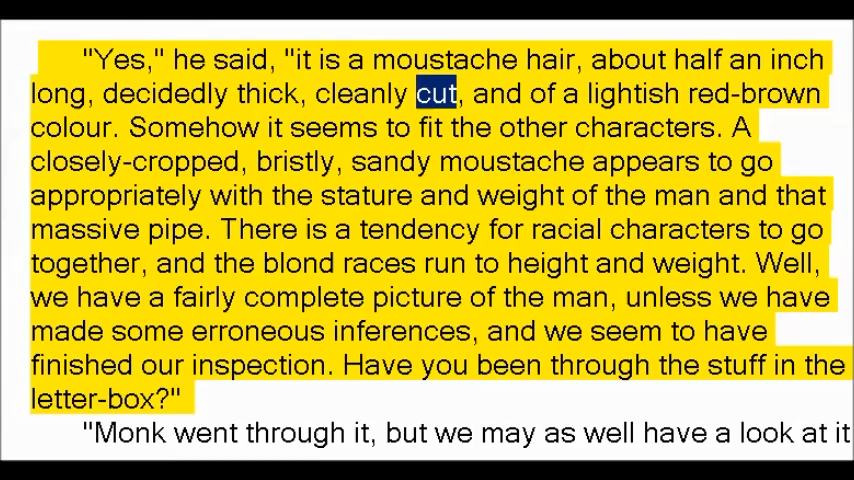 "Yes," he said, "it is a moustache hair, about half an inch
long, decidedly thick, cleanly cut, and of a lightish red-brown
colour. Somehow it seems to fit the other characters. A
closely-cropped, bristly, sandy moustache appears to go
appropriately with the stature and weight of the man and that
massive pipe. There is a tendency for racial characters to go
together, and the blond races run to height and weight. Well,
we have a fairly complete picture of the man, unless we have
made some erroneous inferences, and we seem to have
finished our inspection. Have you been through the stuff in the
letter-box?"
"Monk went through it, but we may as well have a look at it